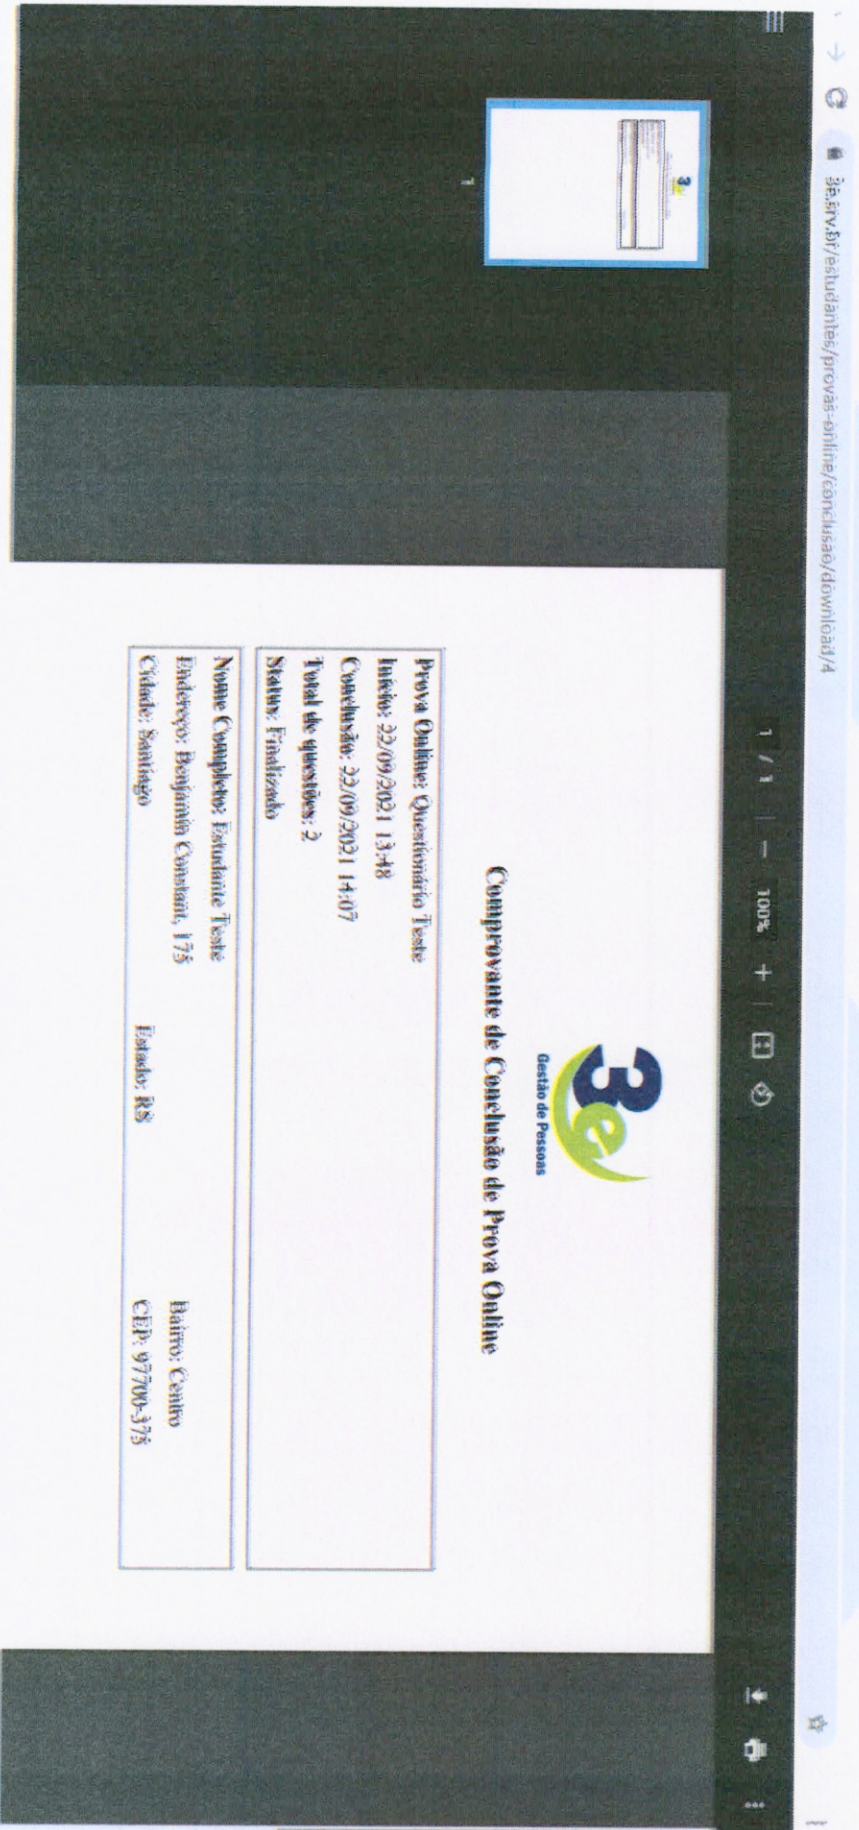 3e.srv.br/estudantes/provas-online/conclusao/download/4
1 / 1 | − 100% + |
1
3e
Gestão de Pessoas
Comprovante de Conclusão de Prova Online
Prova Online: Questionário Teste
Início: 22/09/2021 13:48
Conclusão: 22/09/2021 14:07
Total de questões: 2
Status: Finalizado
Nome Completo: Estudante Teste
Endereço: Benjamin Constant, 175 Bairro: Centro
Cidade: Santiago Estado: RS CEP: 97700-375